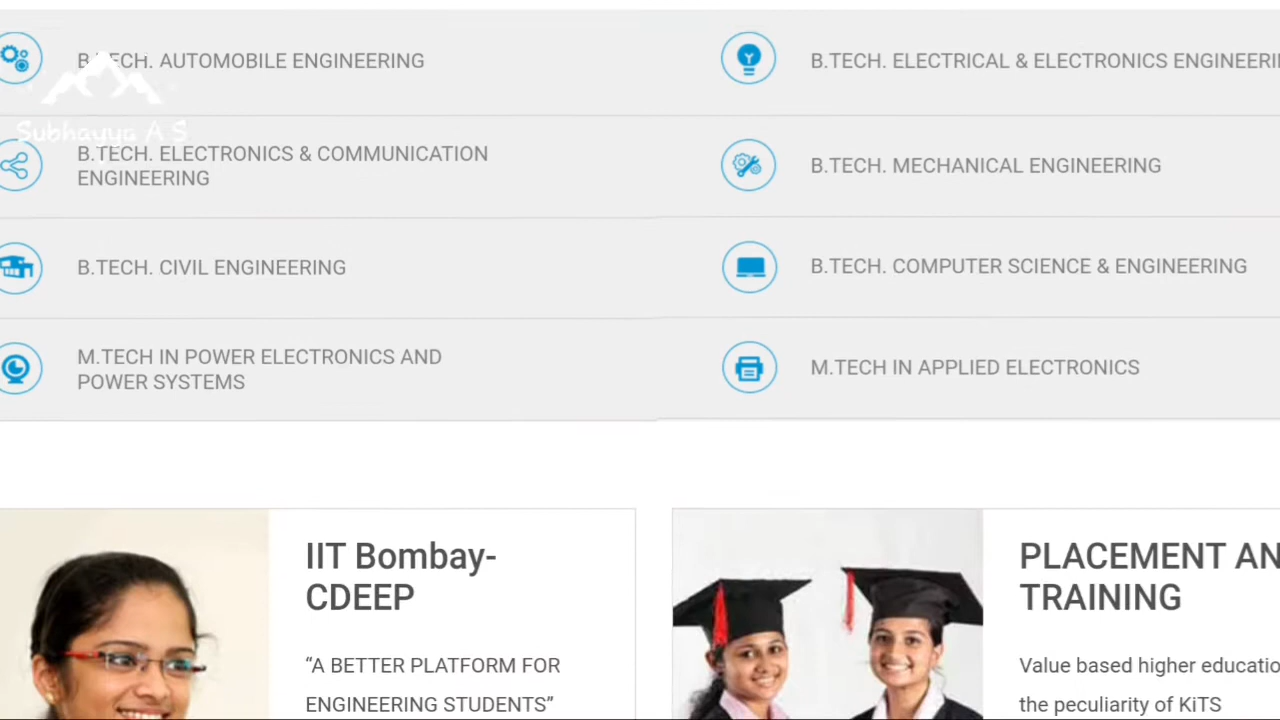 B.TECH. AUTOMOBILE ENGINEERING
B.TECH. ELECTRICAL & ELECTRONICS ENGINEERI
Subhayya A S
B.TECH. ELECTRONICS & COMMUNICATION
ENGINEERING
B.TECH. MECHANICAL ENGINEERING
B.TECH. CIVIL ENGINEERING
B.TECH. COMPUTER SCIENCE & ENGINEERING
M.TECH IN POWER ELECTRONICS AND
POWER SYSTEMS
M.TECH IN APPLIED ELECTRONICS
IIT Bombay-
CDEEP
“A BETTER PLATFORM FOR
ENGINEERING STUDENTS”
PLACEMENT AN
TRAINING
Value based higher educatio
the peculiarity of KiTS